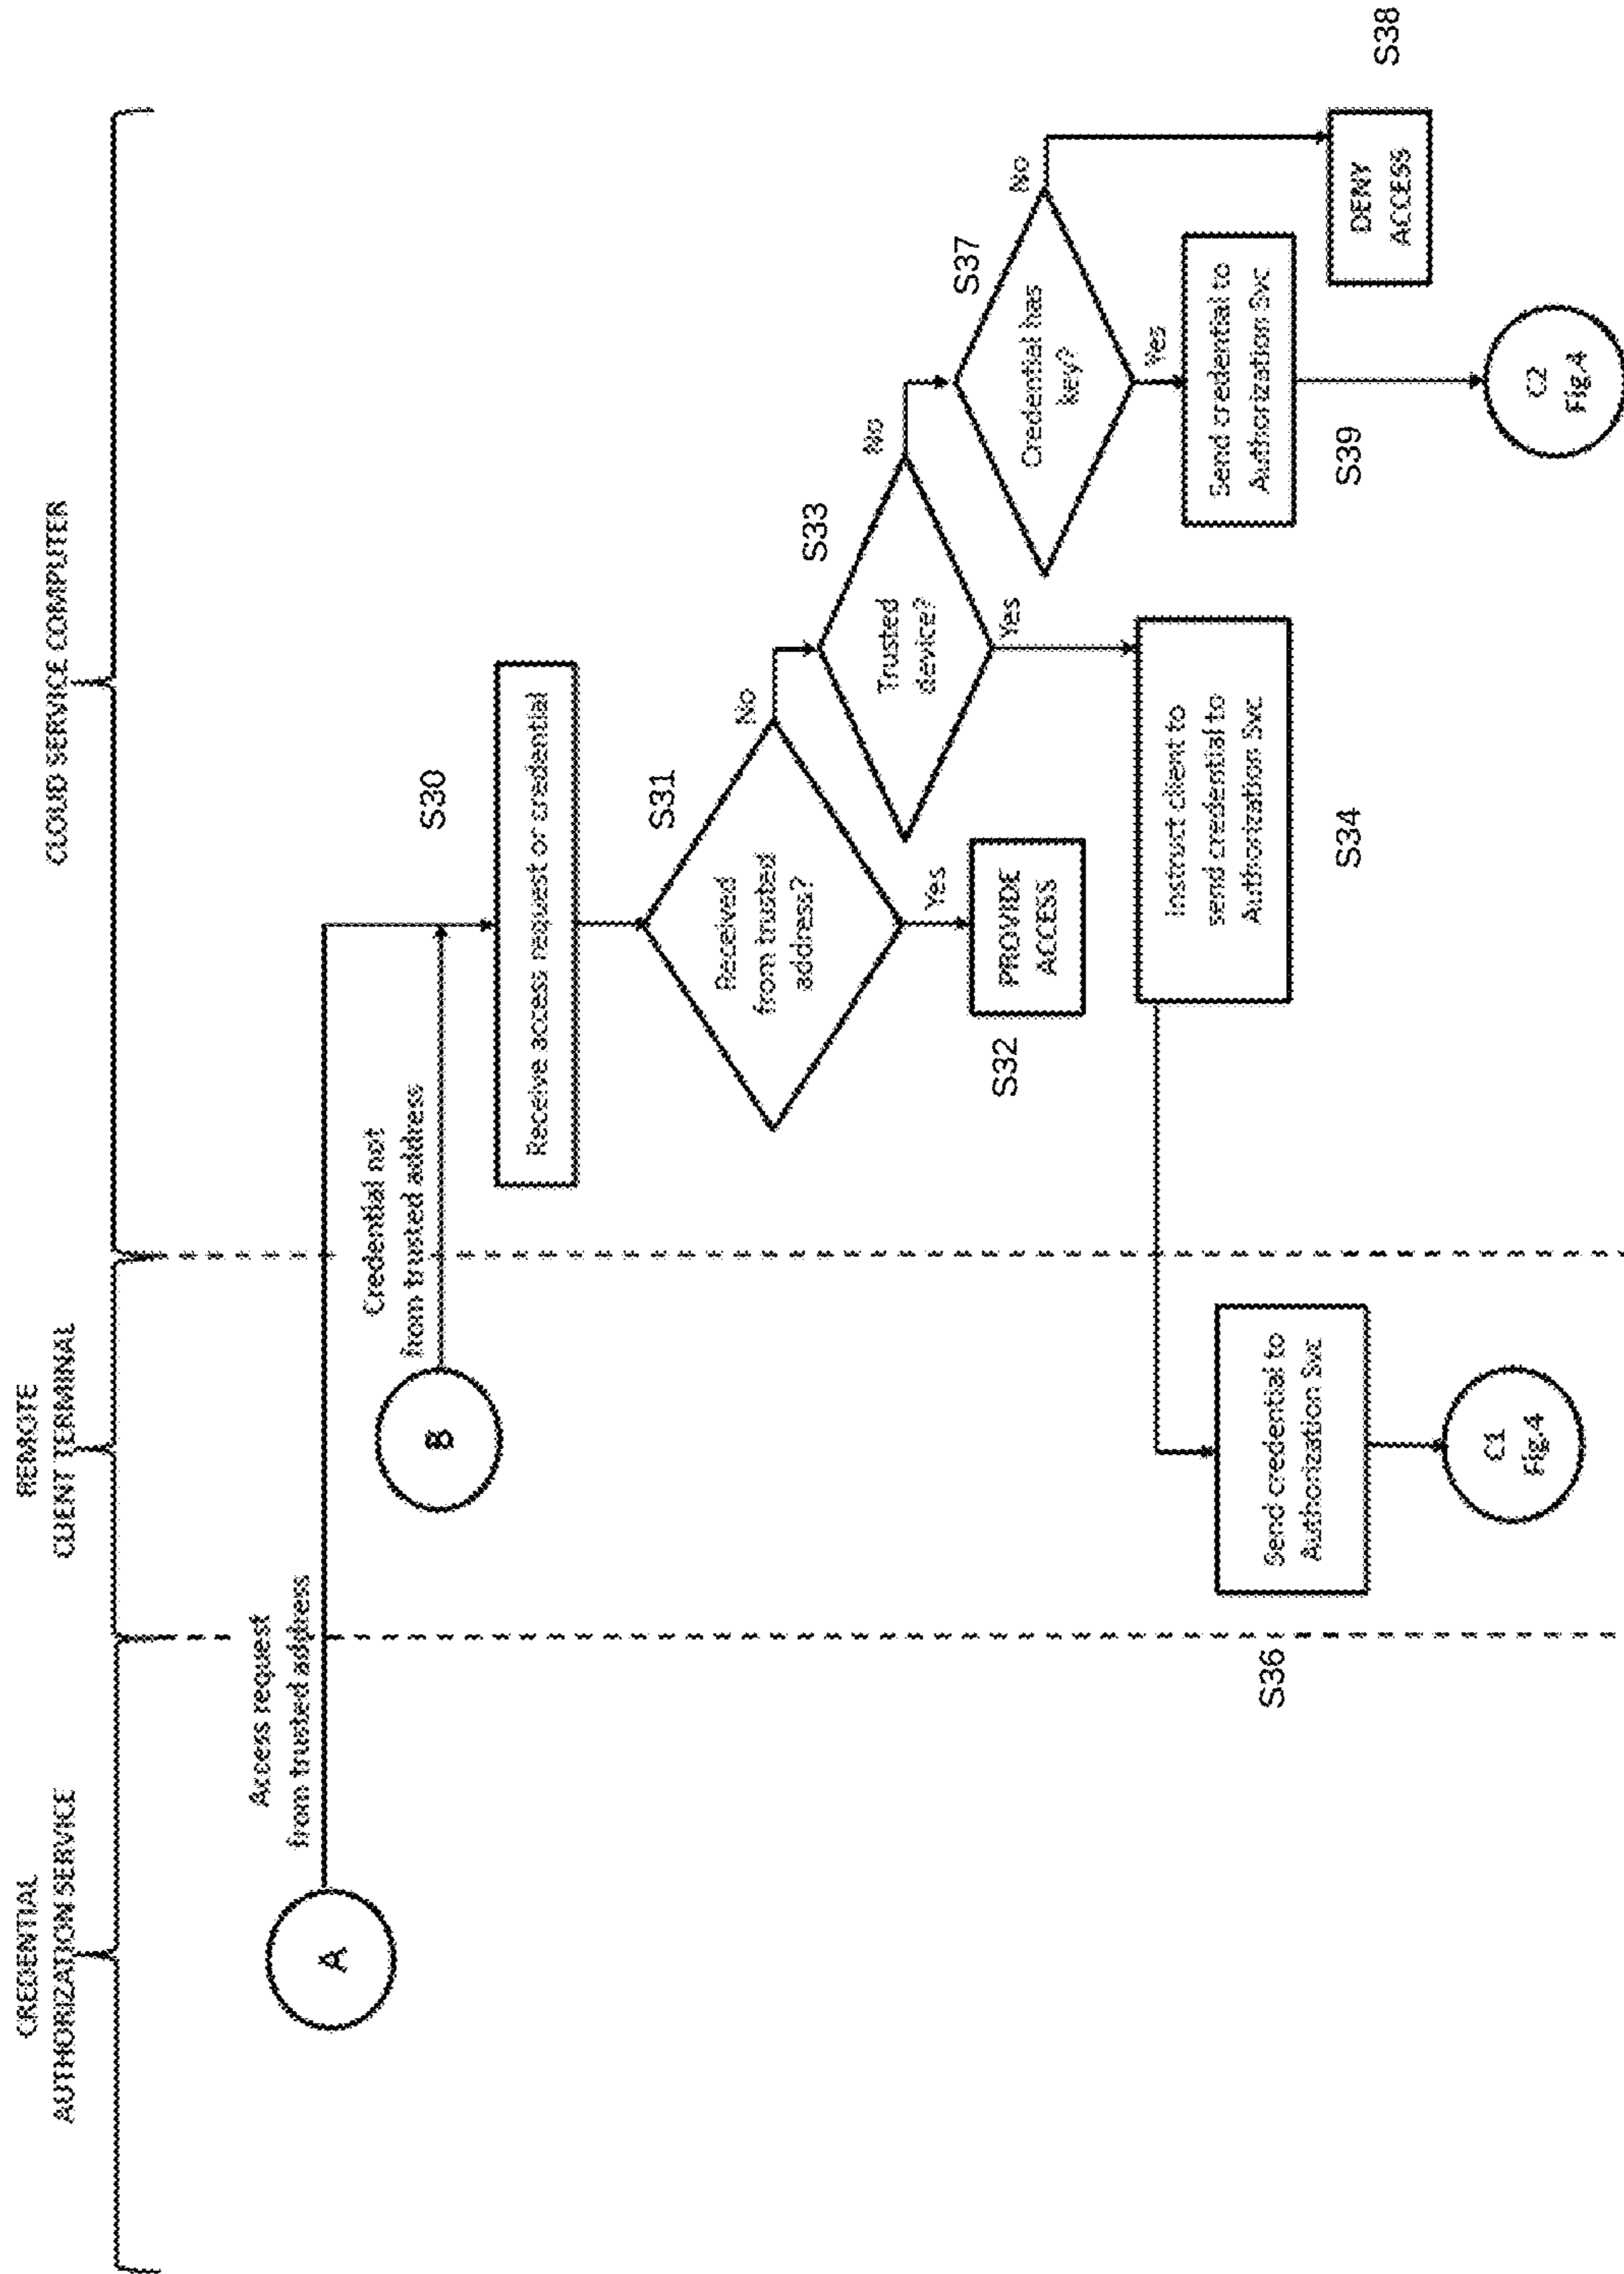 CREDENTIAL
AUTHORIZATION SERVICE
REMOTE
CLIENT TERMINAL
CLOUD SERVICE COMPUTER
A
Access request
from trusted address
B
Credential not
from trusted address
S30
Receive access request or credential
S31
Received
from trusted
address?
No
Yes
S32
PROVIDE
ACCESS
S33
Trusted
device?
No
Yes
S34
Instruct client to
send credential to
Authorization Svc
S36
Send credential to
Authorization Svc
C1
Fig.4
S37
Credential has
key?
No
Yes
S38
DENY
ACCESS
S39
Send credential to
Authorization Svc
C2
Fig.4